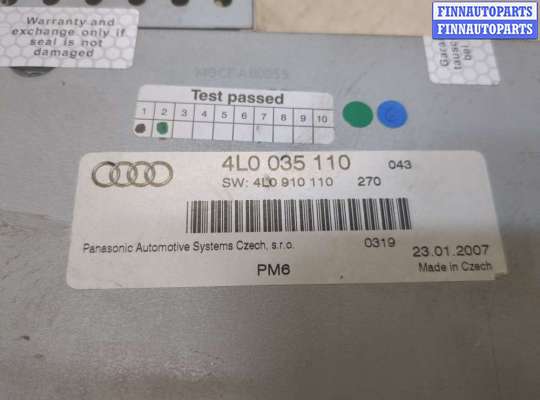 FINNAUTOPARTS
FINNAUTOPARTS
Warranty and
exchange only if
seal is not
damaged
Test passed
1 2 3 4 5 6 7 8 9 10
4L0 035 110 043
SW: 4L0 910 110 270
Panasonic Automotive Systems Czech, s.r.o. 0319 23.01.2007
PM6 Made in Czech